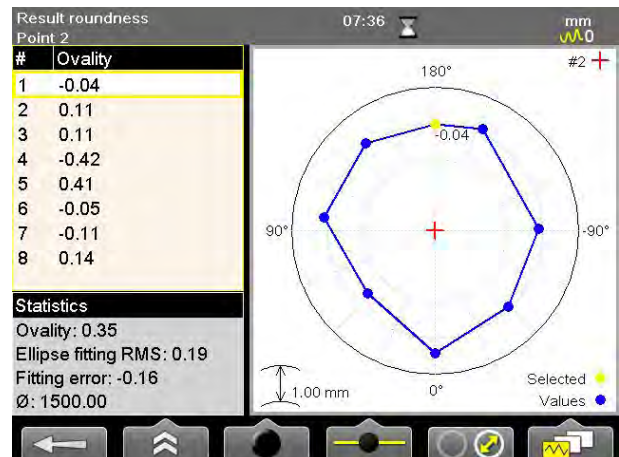 Result roundness
Point 2
07:36
mm
0
# Ovality
1 -0.04
2 0.11
3 0.11
4 -0.42
5 0.41
6 -0.05
7 -0.11
8 0.14
Statistics
Ovality: 0.35
Ellipse fitting RMS: 0.19
Fitting error: -0.16
Ø: 1500.00
#2
180°
-0.04
90°
-90°
0°
1.00 mm
Selected
Values